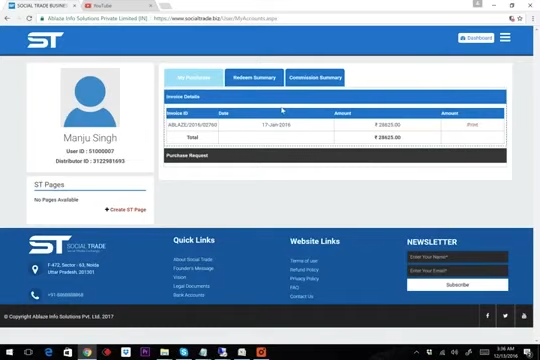 SOCIAL TRADE BUSINES
YouTube
Ablaze Info Solutions Private Limited [IN]
https://www.socialtrade.biz/User/MyAccounts.aspx
ST
Dashboard
My Purchases
Redeem Summary
Commission Summary
Invoice Details
Invoice ID Date Amount Amount
ABLAZE/2016/02760 17-Jan-2016 ₹ 28625.00 Print
Total ₹ 28625.00
Purchase Request
Manju Singh
User ID : 51000007
Distributor ID : 3122981693
ST Pages
No Pages Available
+ Create ST Page
ST SOCIALTRADE
F-472, Sector - 63, Noida
Uttar Pradesh, 201301
Quick Links
About Social Trade
Founder's Message
Vision
Legal Documents
Bank Accounts
Website Links
Terms of use
Refund Policy
Privacy Policy
FAQ
Contact Us
NEWSLETTER
Enter Your Name*
Enter Your Email*
Subscribe
© Copyright Ablaze Info Solutions Pvt. Ltd. 2017
3:06 AM
12/13/2016